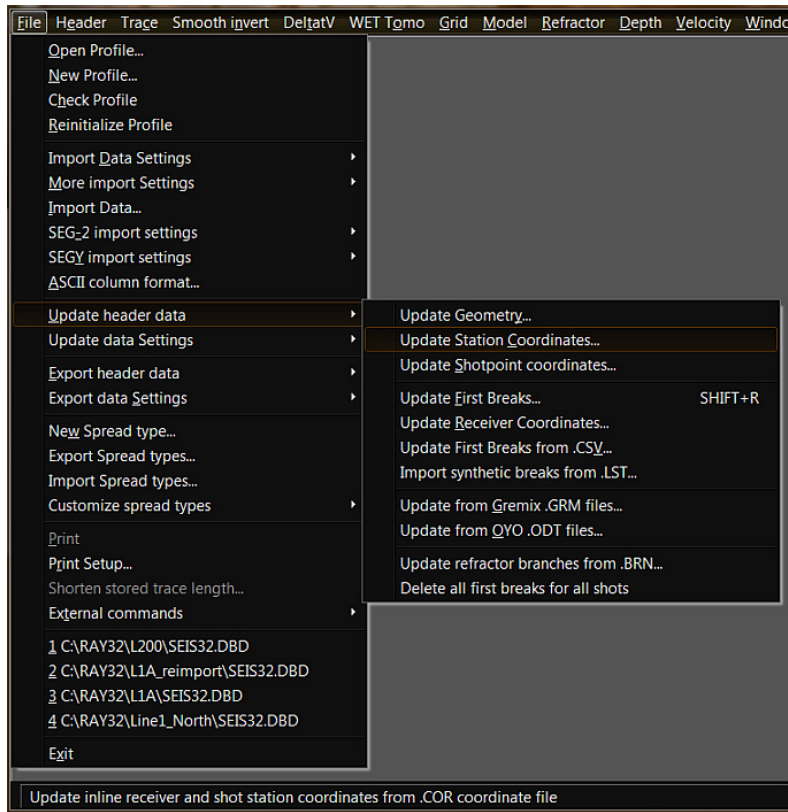 File Header Trace Smooth invert DeltatV WET Tomo Grid Model Refractor Depth Velocity Windo
Open Profile...
New Profile...
Check Profile
Reinitialize Profile
Import Data Settings
More import Settings
Import Data...
SEG-2 import settings
SEGY import settings
ASCII column format...
Update header data
Update data Settings
Export header data
Export data Settings
New Spread type...
Export Spread types...
Import Spread types...
Customize spread types
Print
Print Setup...
Shorten stored trace length...
External commands
1 C:\RAY32\L200\SEIS32.DBD
2 C:\RAY32\L1A_reimport\SEIS32.DBD
3 C:\RAY32\L1A\SEIS32.DBD
4 C:\RAY32\Line1_North\SEIS32.DBD
Exit
Update Geometry...
Update Station Coordinates...
Update Shotpoint coordinates...
Update First Breaks... SHIFT+R
Update Receiver Coordinates...
Update First Breaks from .CSV...
Import synthetic breaks from .LST...
Update from Gremix .GRM files...
Update from OYO .ODT files...
Update refractor branches from .BRN...
Delete all first breaks for all shots
Update inline receiver and shot station coordinates from .COR coordinate file